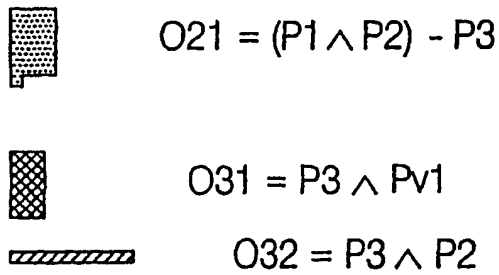 O21 = (P1 ∧ P2) - P3
O31 = P3 ∧ Pv1
O32 = P3 ∧ P2